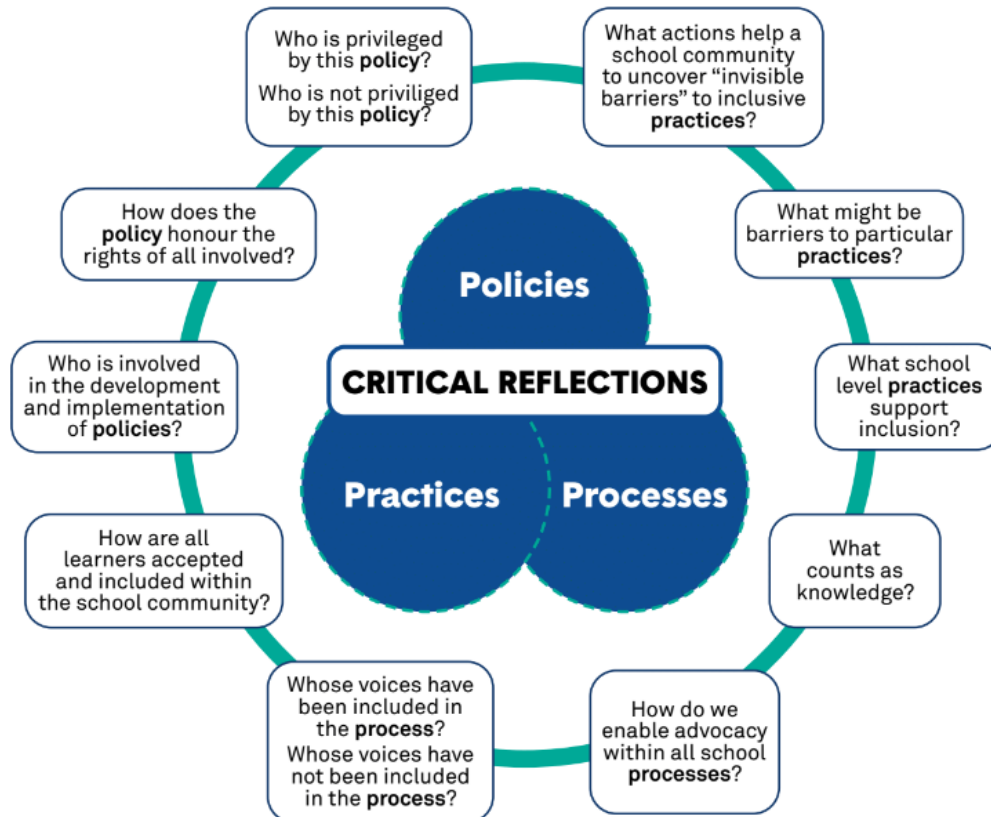 Who is privileged
by this policy?
Who is not priviliged
by this policy?
What actions help a
school community
to uncover “invisible
barriers” to inclusive
practices?
What might be
barriers to particular
practices?
What school
level practices
support
inclusion?
What
counts as
knowledge?
How do we
enable advocacy
within all school
processes?
Whose voices have
been included in
the process?
Whose voices have
not been included
in the process?
How are all
learners accepted
and included within
the school community?
Who is involved
in the development
and implementation
of policies?
How does the
policy honour the
rights of all involved?
Policies
CRITICAL REFLECTIONS
Practices
Processes